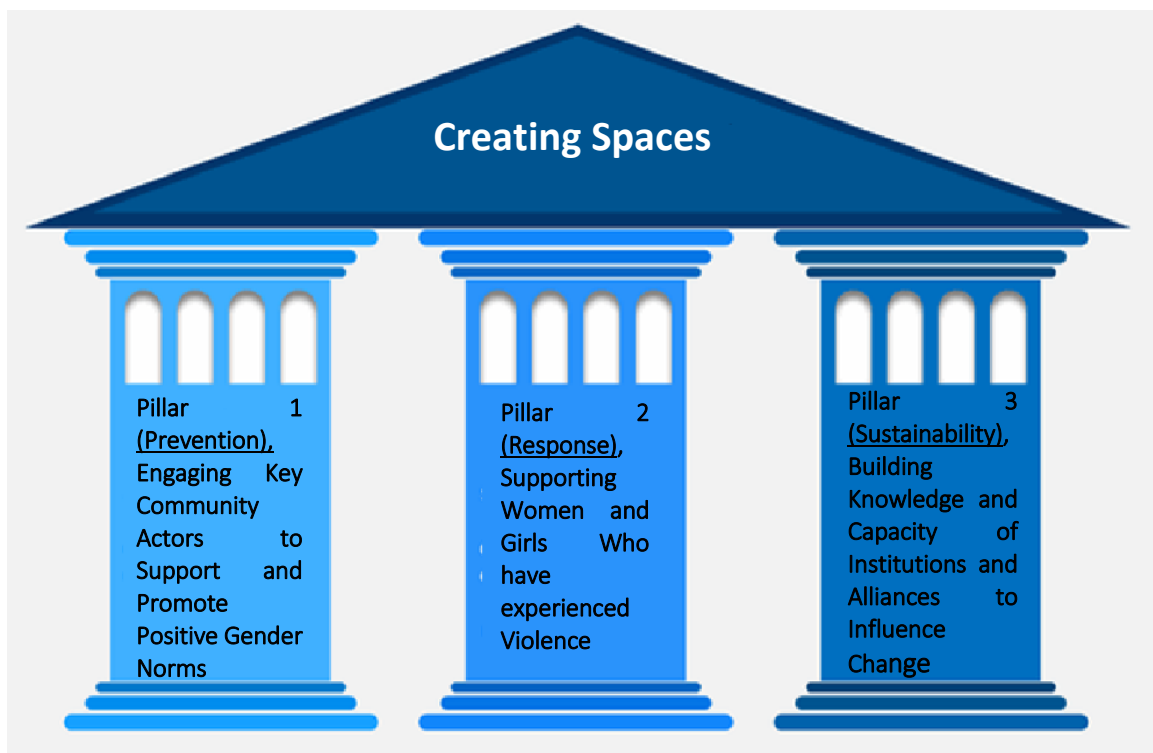 Creating Spaces
Pillar 1
(Prevention),
Engaging Key
Community
Actors to
Support and
Promote
Positive Gender
Norms
Pillar 2
(Response),
Supporting
Women and
Girls Who
have
experienced
Violence
Pillar 3
(Sustainability),
Building
Knowledge and
Capacity of
Institutions and
Alliances to
Influence
Change